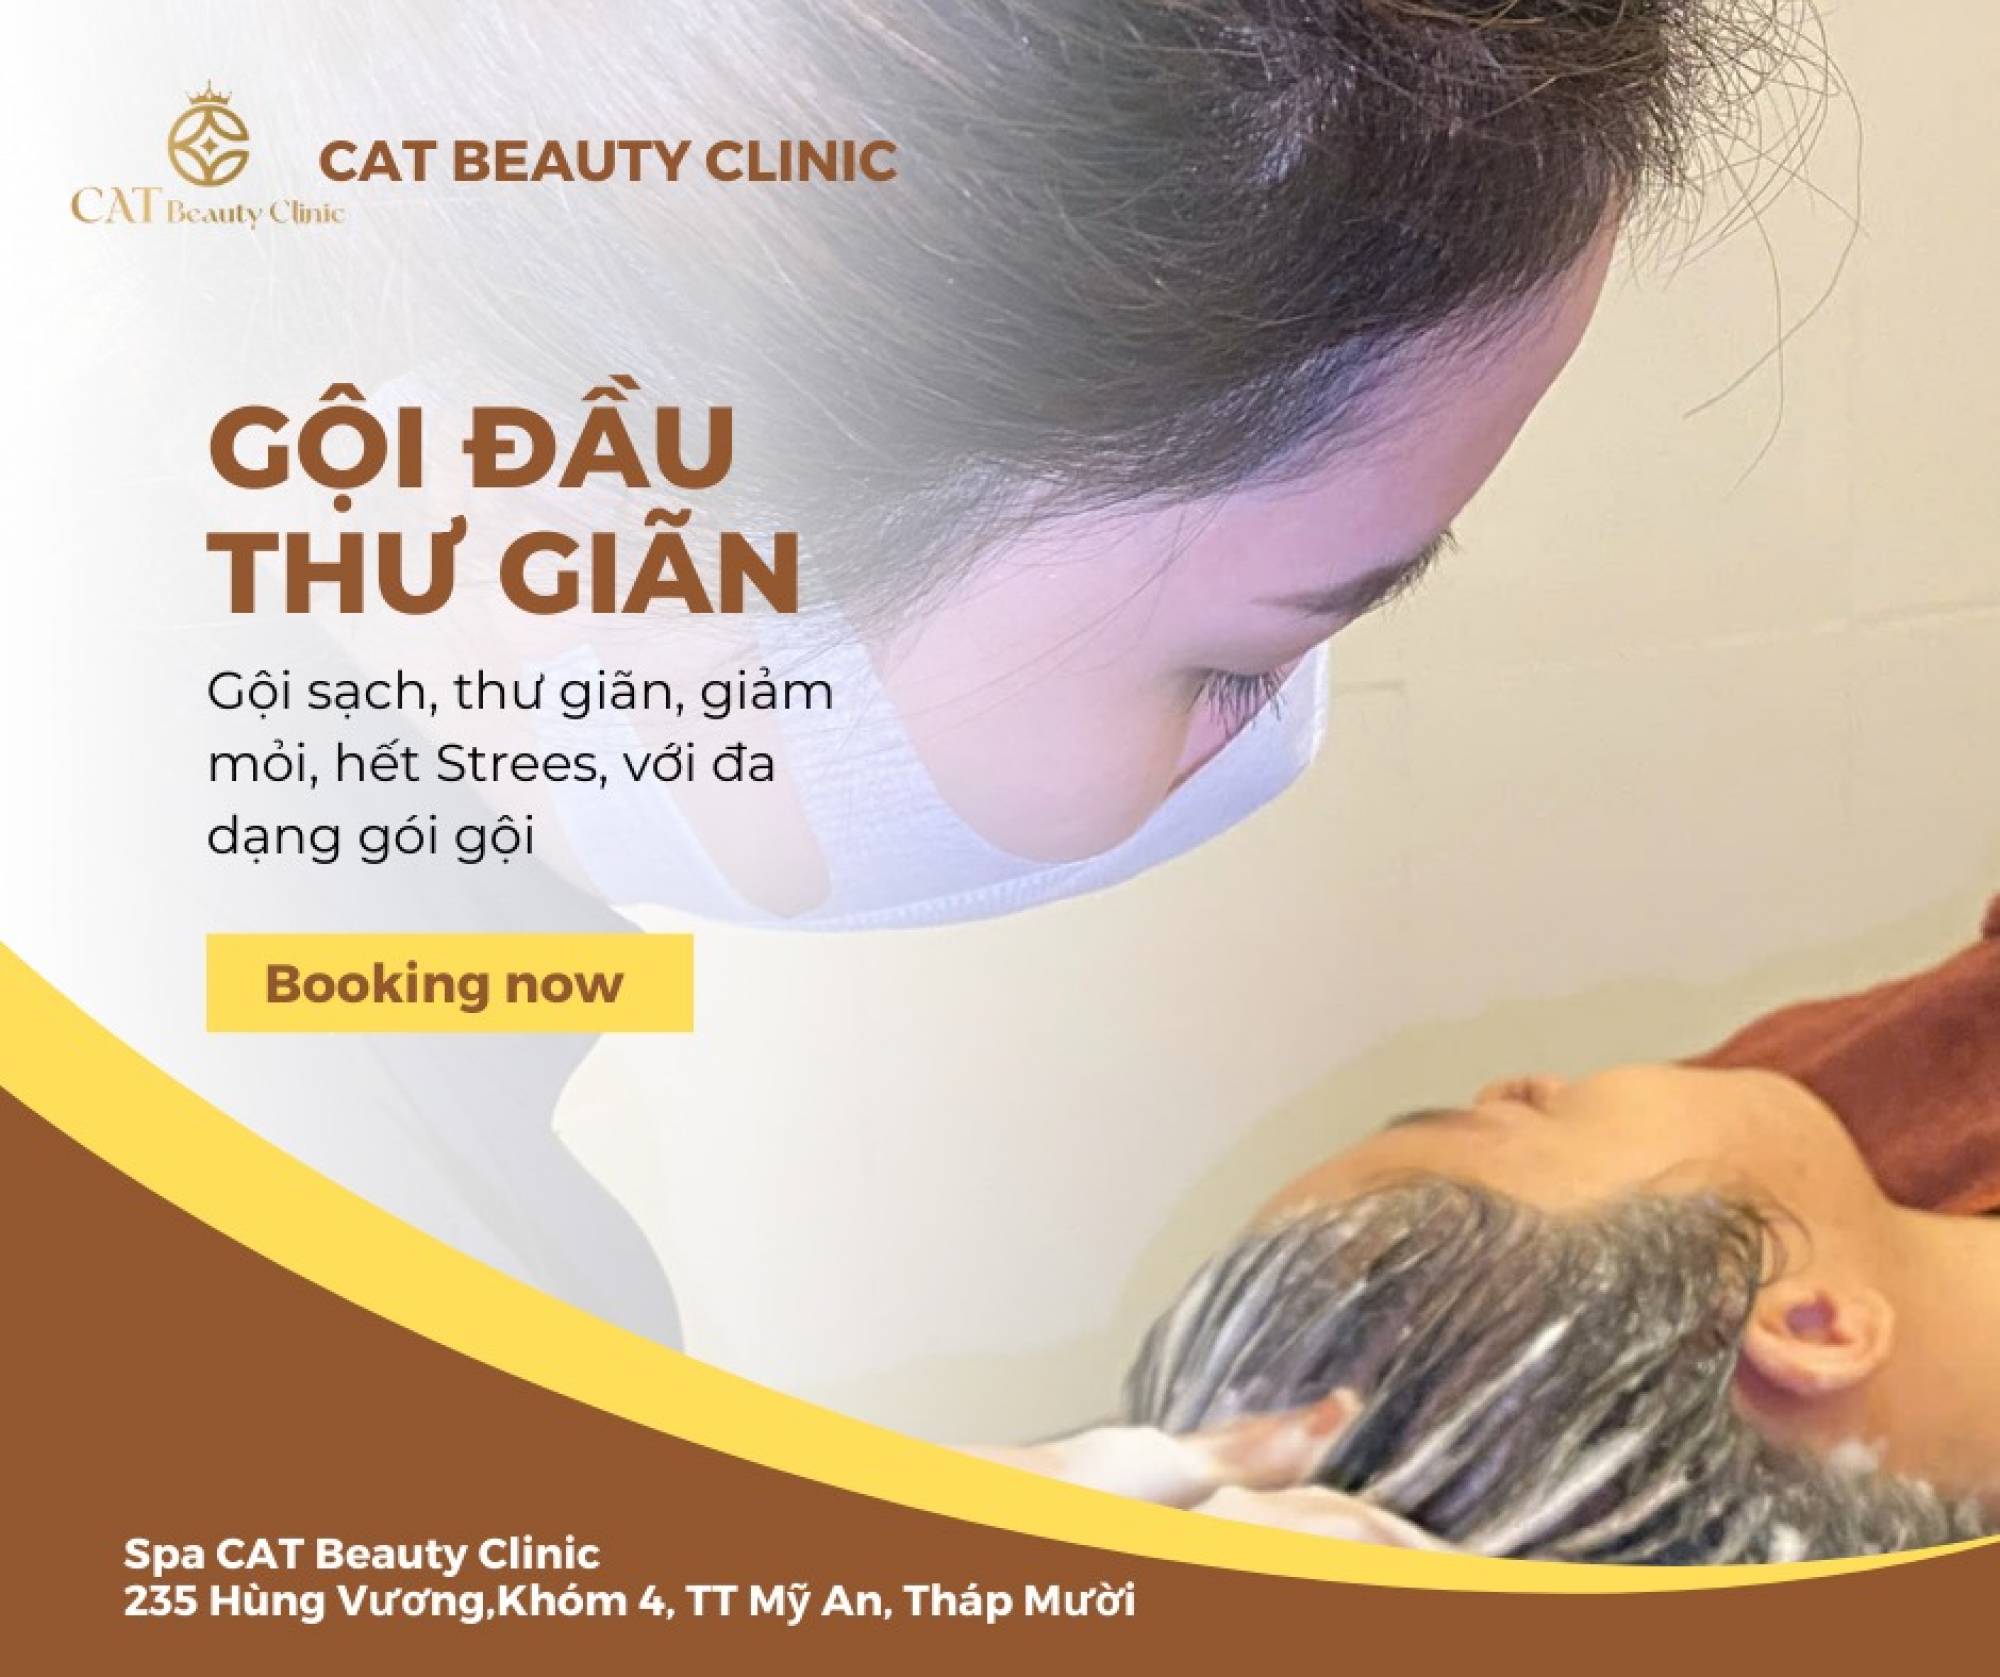 CAT Beauty Clinic
CAT BEAUTY CLINIC
GỘI ĐẦU
THƯ GIÃN
Gội sạch, thư giãn, giảm
mỏi, hết Strees, với đa
dạng gói gội
Booking now
Spa CAT Beauty Clinic
235 Hùng Vương,Khóm 4, TT Mỹ An, Tháp Mười